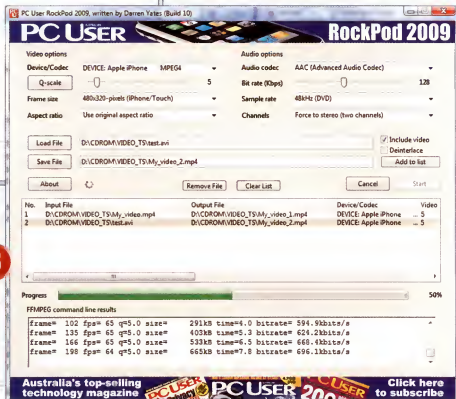 PC User RockPod 2009, written by Darren Yates (Build 10)
PC USER RockPod 2009
Video options Audio options
Device/Codec DEVICE: Apple iPhone MPEG4 Audio codec AAC (Advanced Audio Codec)
Q-scale 5 Bit rate (Kbps) 128
Frame size 480x320-pixels (iPhone/Touch) Sample rate 48kHz (DVD)
Aspect ratio Use original aspect ratio Channels Force to stereo (two channels)
Load File D:\CDROM\VIDEO_TS\test.avi Include video
Deinterlace
Save File D:\CDROM\VIDEO_TS\My_video_2.mp4 Add to list
About Remove File Clear List Cancel Start
No. Input File Output File Device/Codec Video
1 D:\CDROM\VIDEO_TS\My_video.mp4 D:\CDROM\VIDEO_TS\My_video_1.mp4 DEVICE: Apple iPhone ... 5
2 D:\CDROM\VIDEO_TS\test.avi D:\CDROM\VIDEO_TS\My_video_2.mp4 DEVICE: Apple iPhone ... 5
Progress 50%
FFMPEG command line results
frame= 102 fps= 65 q=5.0 size= 291kB time=4.0 bitrate= 594.9kbits/s
frame= 135 fps= 65 q=5.0 size= 403kB time=5.3 bitrate= 624.2kbits/s
frame= 166 fps= 65 q=5.0 size= 533kB time=6.5 bitrate= 668.4kbits/s
frame= 198 fps= 64 q=5.0 size= 665kB time=7.8 bitrate= 696.1kbits/s
Australia's top-selling PC USER PC USER PC USER Click here
technology magazine to subscribe